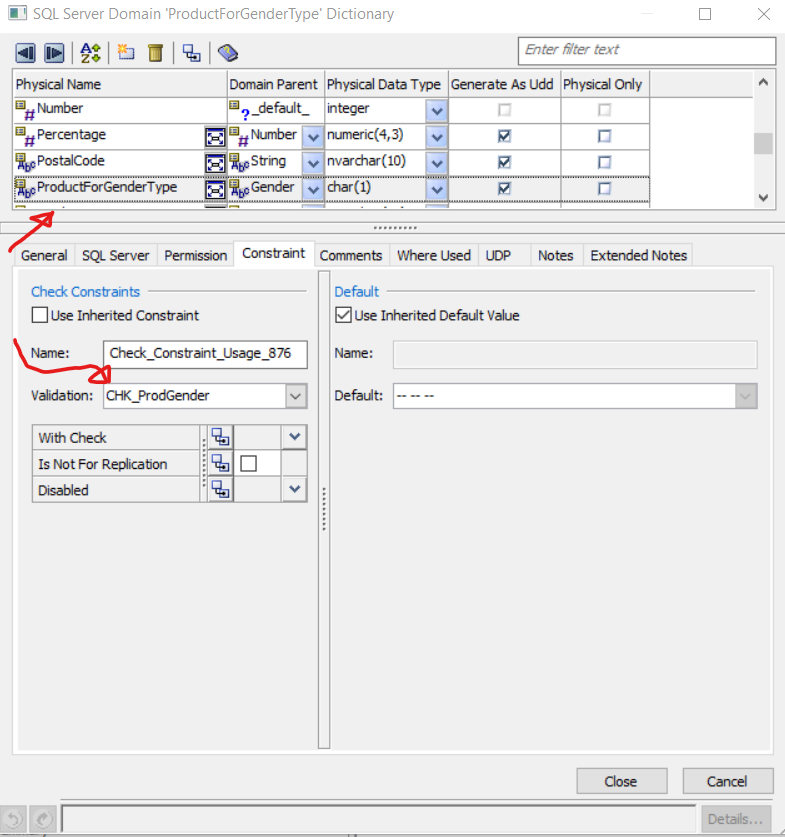 SQL Server Domain 'ProductForGenderType' Dictionary
Enter filter text
Physical Name Domain Parent Physical Data Type Generate As Udd Physical Only
Number _default_ integer
Percentage Number numeric(4,3)
PostalCode String nvarchar(10)
ProductForGenderType Gender char(1)
General SQL Server Permission Constraint Comments Where Used UDP Notes Extended Notes
Check Constraints Default
Use Inherited Constraint Use Inherited Default Value
Name: Check_Constraint_Usage_876 Name:
Validation: CHK_ProdGender Default: -- -- --
With Check
Is Not For Replication
Disabled
Close Cancel
Details...